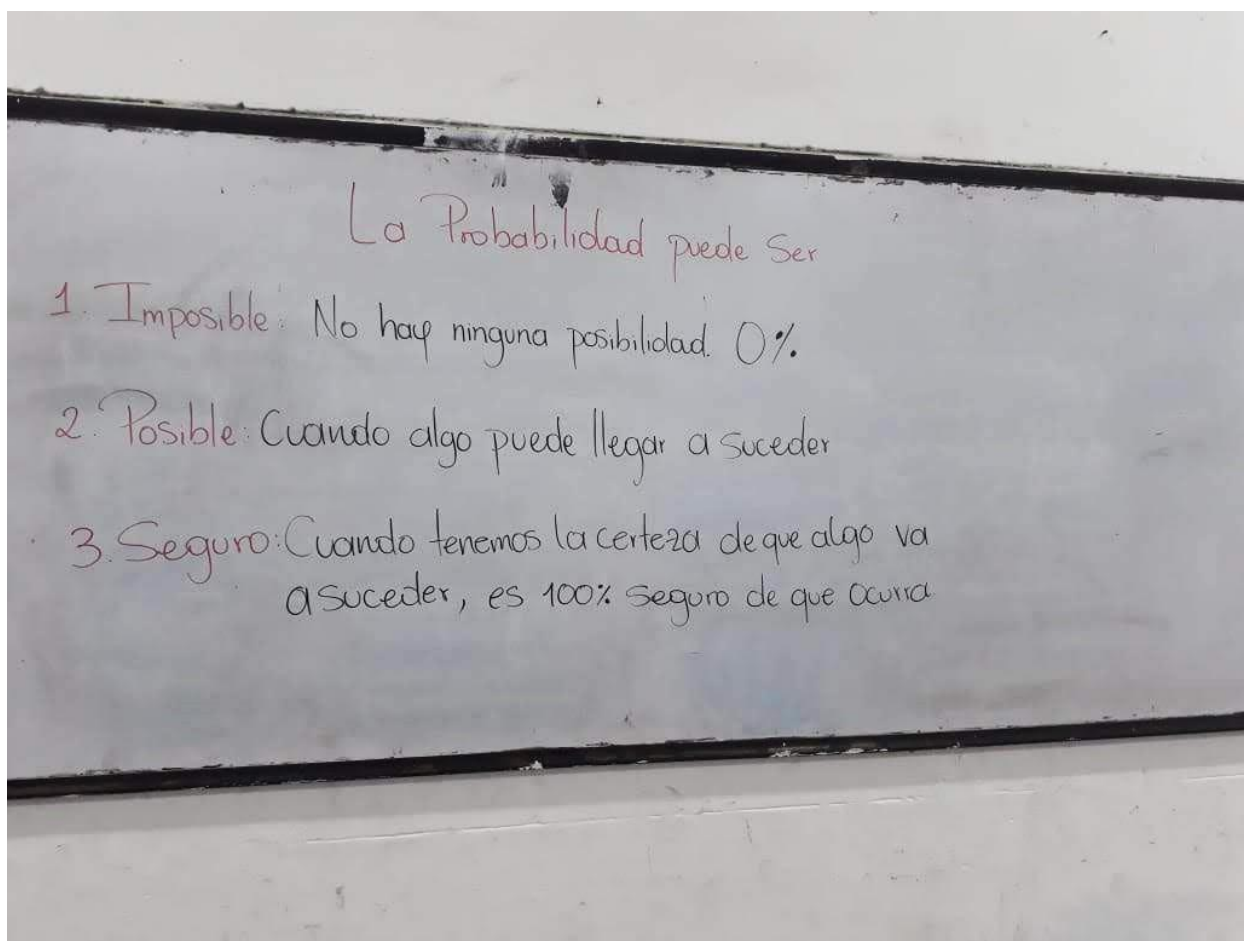 La Probabilidad puede Ser
1. Imposible: No hay ninguna posibilidad. 0%.
2. Posible: Cuando algo puede llegar a suceder
3. Seguro: Cuando tenemos la certeza de que algo va
a suceder, es 100% seguro de que ocurra